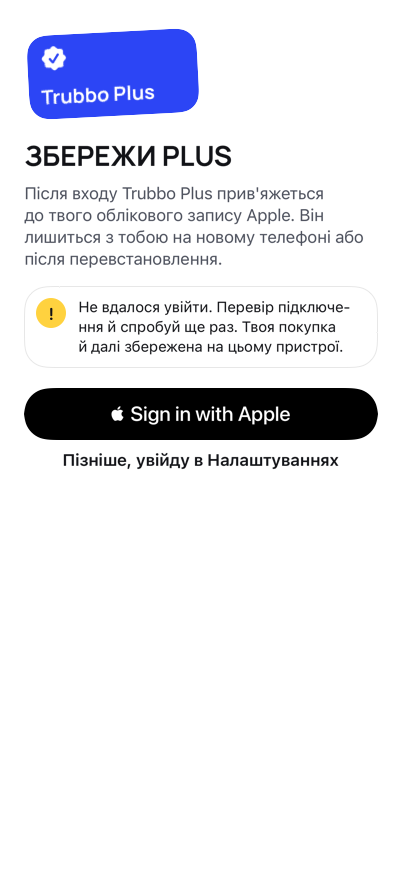 Trubbo Plus
ЗБЕРЕЖИ PLUS
Після входу Trubbo Plus прив'яжеться
до твого облікового запису Apple. Він
лишиться з тобою на новому телефоні або
після перевстановлення.
!
Не вдалося увійти. Перевір підключе-
ння й спробуй ще раз. Твоя покупка
й далі збережена на цьому пристрої.
Sign in with Apple
Пізніше, увійду в Налаштуваннях